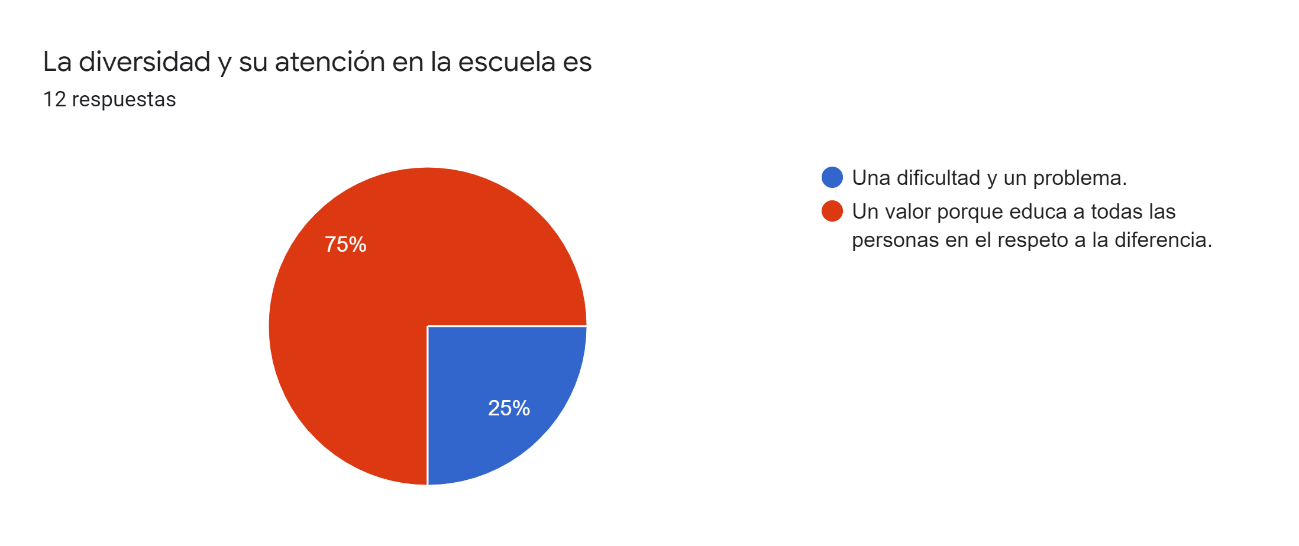 La diversidad y su atención en la escuela es
12 respuestas
75%
25%
Una dificultad y un problema.
Un valor porque educa a todas las
personas en el respeto a la diferencia.